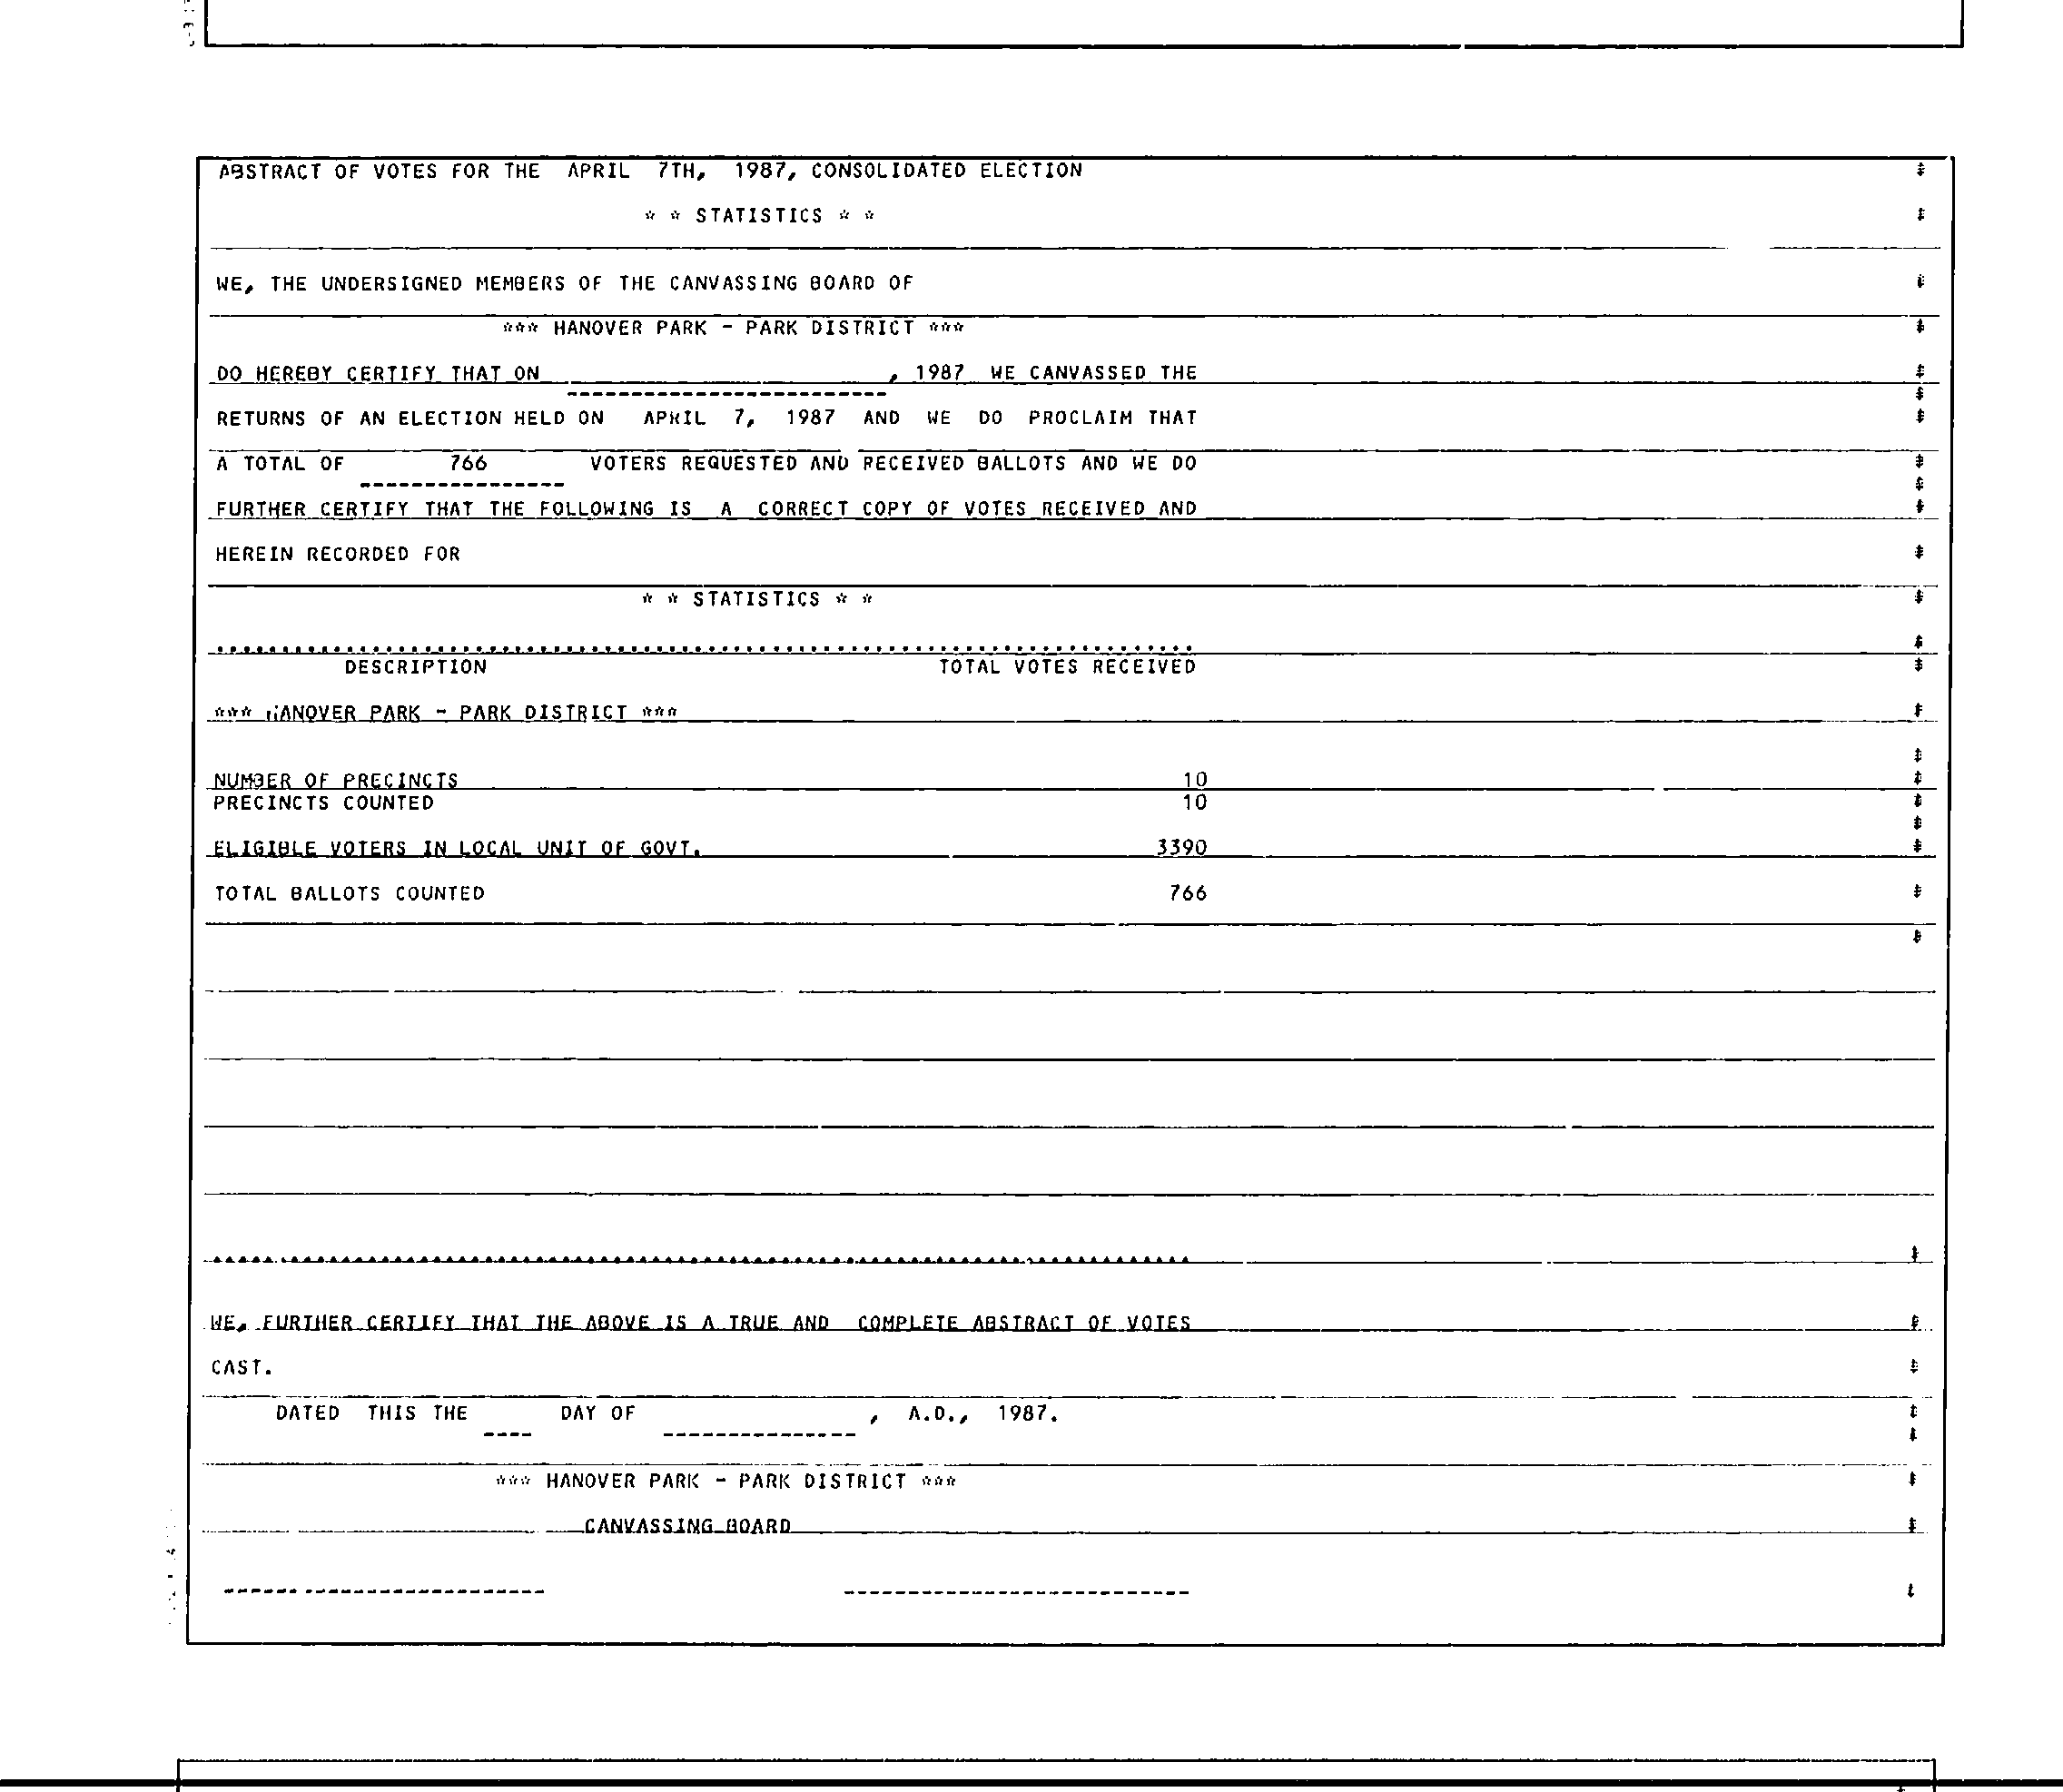 ABSTRACT OF VOTES FOR THE APRIL 7TH, 1987, CONSOLIDATED ELECTION
* * STATISTICS * *
WE, THE UNDERSIGNED MEMBERS OF THE CANVASSING BOARD OF
*** HANOVER PARK - PARK DISTRICT ***
DO HEREBY CERTIFY THAT ON , 1987 WE CANVASSED THE
RETURNS OF AN ELECTION HELD ON APRIL 7, 1987 AND WE DO PROCLAIM THAT
A TOTAL OF 766 VOTERS REQUESTED AND RECEIVED BALLOTS AND WE DO
FURTHER CERTIFY THAT THE FOLLOWING IS A CORRECT COPY OF VOTES RECEIVED AND
HEREIN RECORDED FOR
* * STATISTICS * *
DESCRIPTION TOTAL VOTES RECEIVED
*** HANOVER PARK - PARK DISTRICT ***
NUMBER OF PRECINCTS 10
PRECINCTS COUNTED 10
ELIGIBLE VOTERS IN LOCAL UNIT OF GOVT. 3390
TOTAL BALLOTS COUNTED 766
WE, FURTHER CERTIFY THAT THE ABOVE IS A TRUE AND COMPLETE ABSTRACT OF VOTES
CAST.
DATED THIS THE ---- DAY OF --------------- , A.D., 1987.
*** HANOVER PARK - PARK DISTRICT ***
CANVASSING BOARD